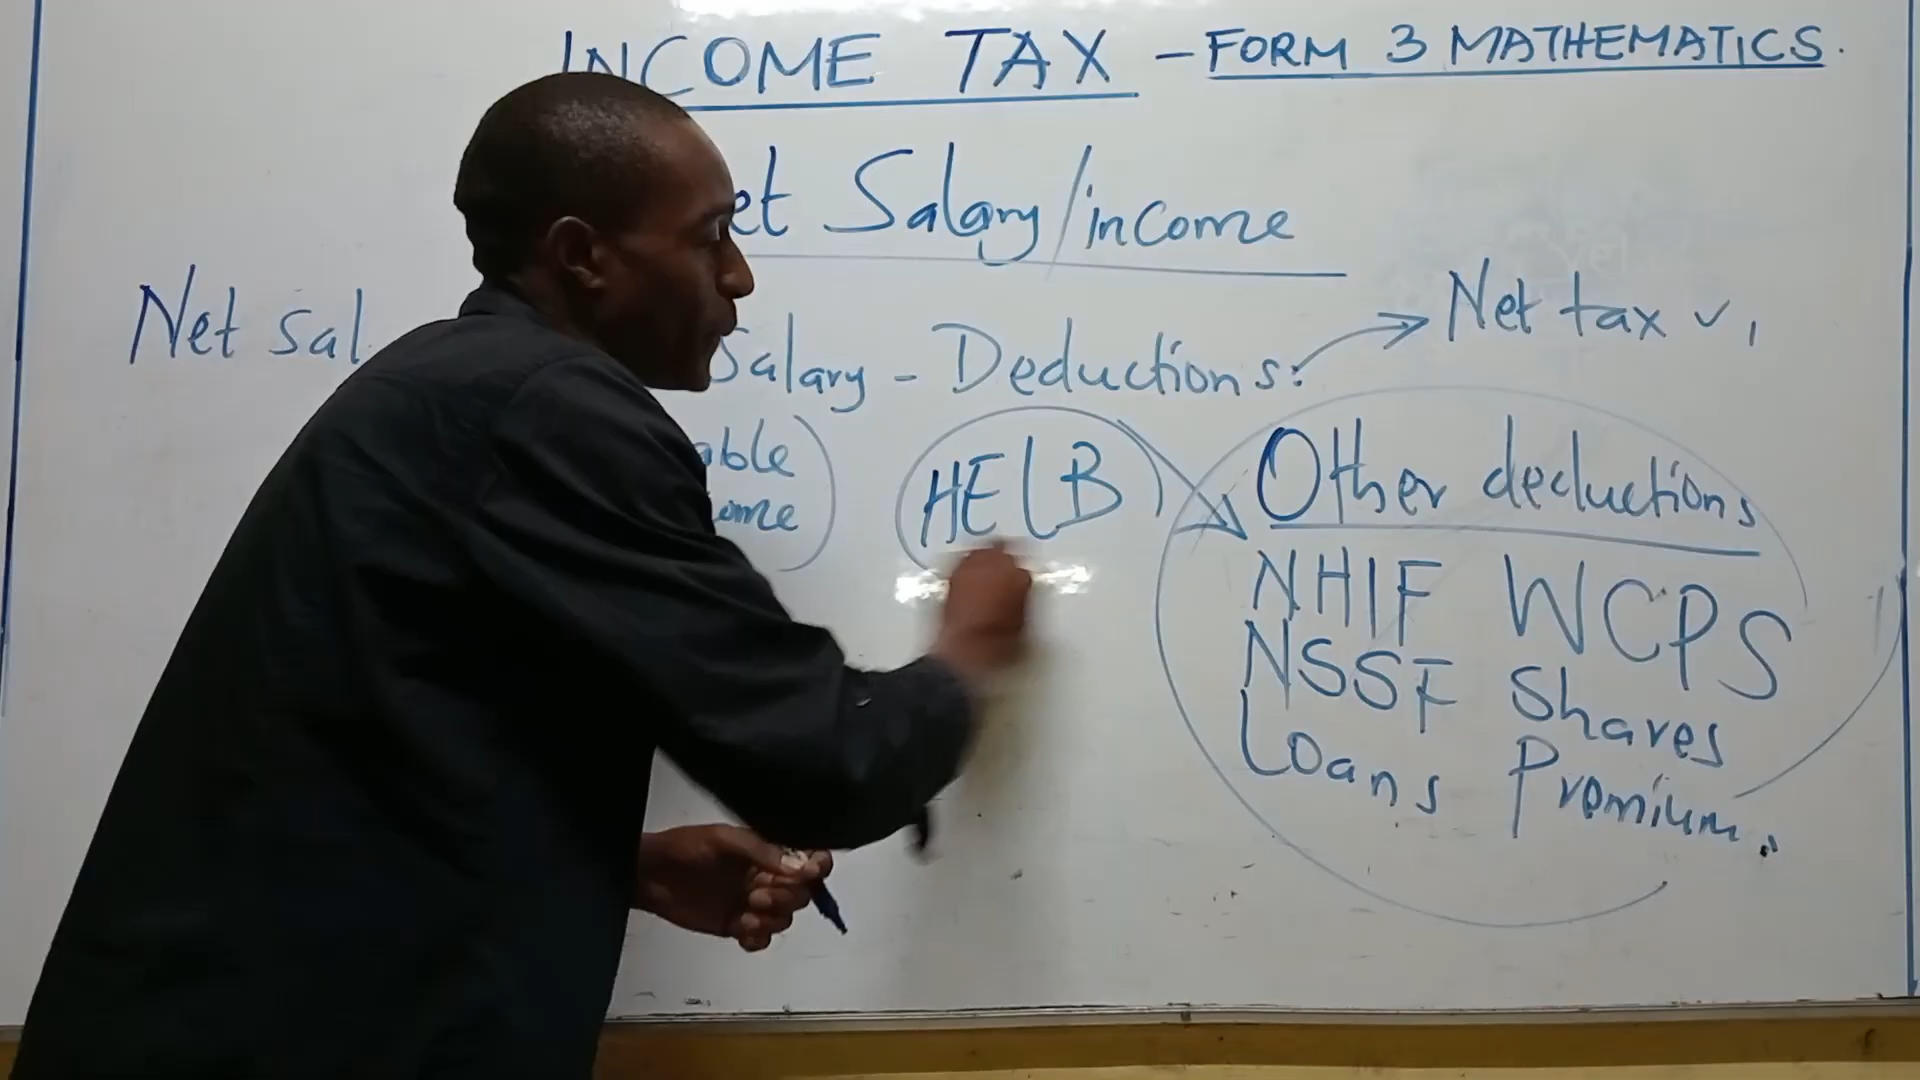 INCOME TAX - FORM 3 MATHEMATICS.
et Salary/income
Net Sal Salary - Deductions: Net tax ✓,
able
ome
HELB
Other deductions
NHIF WCPS
NSSF Shares
Loans Premium.